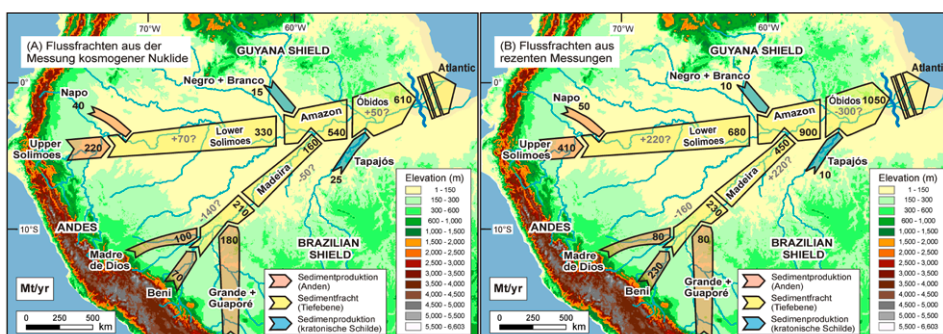 (A) Flussfrachten aus der
Messung kosmogener Nuklide
70°W
60°W
GUYANA SHIELD
Negro + Branco
15
Atlantic
0°
Napo
40
Amazon
Óbidos
610
+50?
Upper
Solimoes
220
+70?
Lower
Solimoes
330
540
160
Madeira
-50?
Tapajós
25
-140?
210
10°S
ANDES
100
180
Madre
de Dios
70
Beni
Grande +
Guaporé
BRAZILIAN
SHIELD
Mt/yr
0 250 500
km
Sedimentproduktion
(Anden)
Sedimentfracht
(Tiefebene)
Sedimentproduktion
(kratonische Schilde)
Elevation (m)
1 - 150
150 - 300
300 - 600
600 - 1,000
1,000 - 1,500
1,500 - 2,000
2,000 - 2,500
2,500 - 3,000
3,000 - 3,500
3,500 - 4,000
4,000 - 4,500
4,500 - 5,000
5,000 - 5,500
5,500 - 6,603
(B) Flussfrachten aus
rezenten Messungen
70°W
60°W
GUYANA SHIELD
Negro + Branco
10
Atlantic
0°
Napo
50
Amazon
Óbidos
1050
-300?
Upper
Solimoes
410
+220?
Lower
Solimoes
680
900
450
Madeira
+220?
Tapajós
10
-160
230
10°S
ANDES
80
80
Madre
de Dios
230
Beni
Grande +
Guaporé
BRAZILIAN
SHIELD
Mt/yr
0 250 500
km
Sedimentproduktion
(Anden)
Sedimentfracht
(Tiefebene)
Sedimentproduktion
(kratonische Schilde)
Elevation (m)
1 - 150
150 - 300
300 - 600
600 - 1,000
1,000 - 1,500
1,500 - 2,000
2,000 - 2,500
2,500 - 3,000
3,000 - 3,500
3,500 - 4,000
4,000 - 4,500
4,500 - 5,000
5,000 - 5,500
5,500 - 6,603